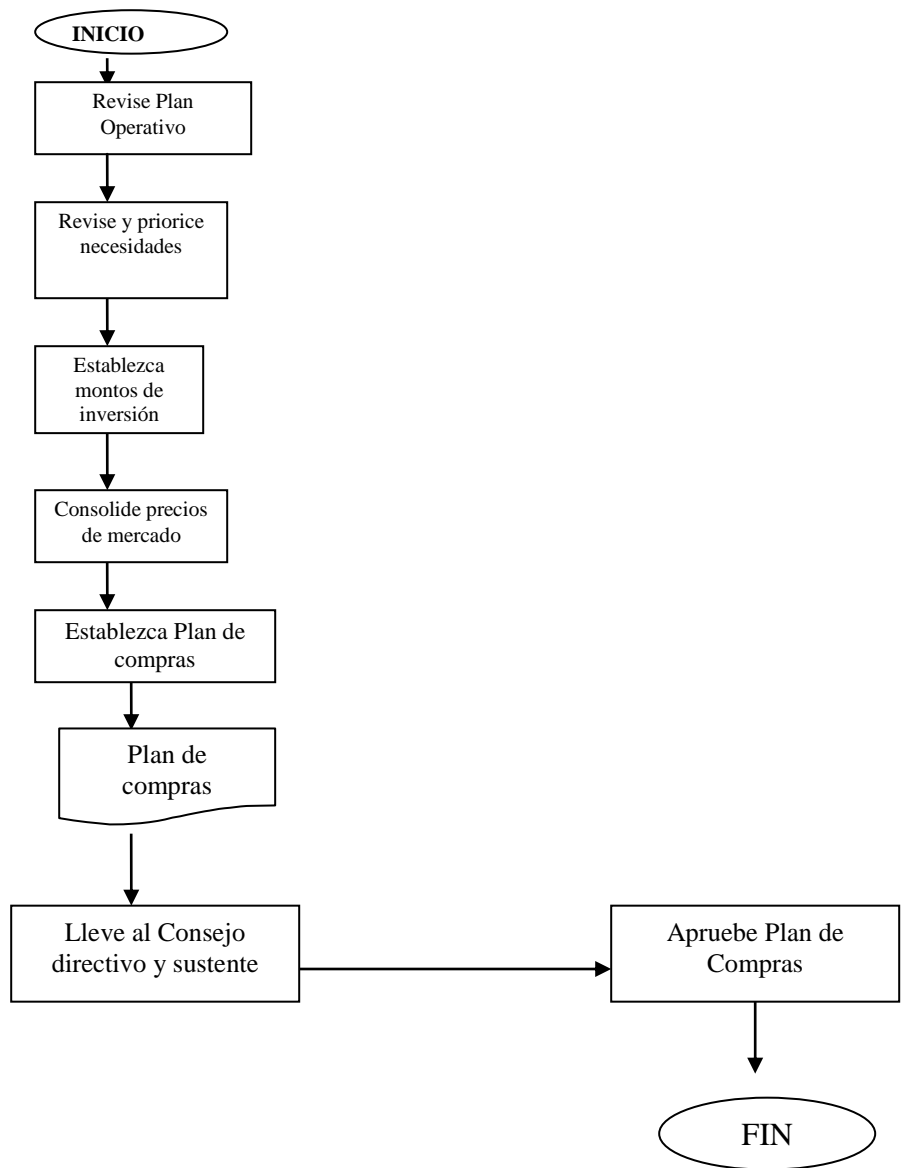 INICIO
Revise Plan
Operativo
Revise y priorice
necesidades
Establezca
montos de
inversión
Consolide precios
de mercado
Establezca Plan de
compras
Plan de
compras
Lleve al Consejo
directivo y sustente
Apruebe Plan de
Compras
FIN